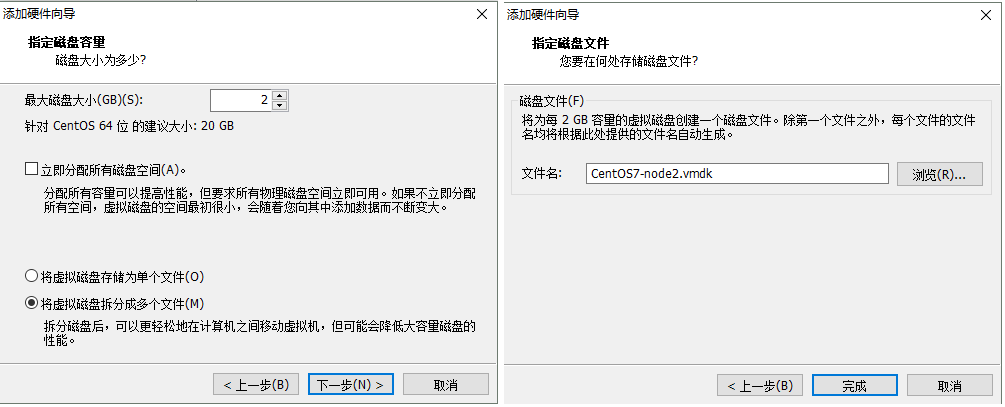 添加硬件向导
指定磁盘容量
磁盘大小为多少?
最大磁盘大小(GB)(S):
2
针对 CentOS 64 位 的建议大小: 20 GB
立即分配所有磁盘空间(A)。
分配所有容量可以提高性能，但要求所有物理磁盘空间立即可用。如果不立即分配
所有空间，虚拟磁盘的空间最初很小，会随着您向其中添加数据而不断变大。
将虚拟磁盘存储为单个文件(O)
将虚拟磁盘拆分成多个文件(M)
拆分磁盘后，可以更轻松地在计算机之间移动虚拟机，但可能会降低大容量磁盘的
性能。
< 上一步(B)
下一步(N) >
取消
添加硬件向导
指定磁盘文件
您要在何处存储磁盘文件?
磁盘文件(F)
将为每 2 GB 容量的虚拟磁盘创建一个磁盘文件。除第一个文件之外，每个文件的文件
名均将根据此处提供的文件名自动生成。
文件名:
CentOS7-node2.vmdk
浏览(R)...
< 上一步(B)
完成
取消